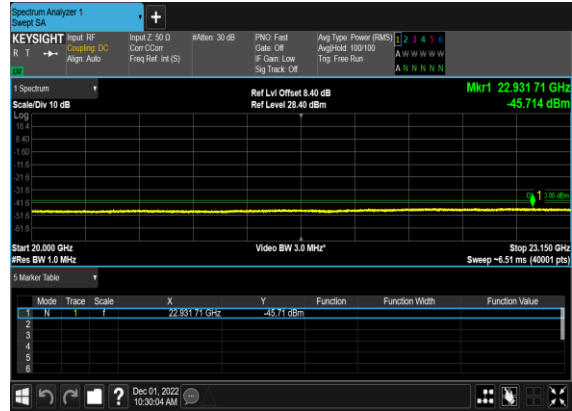 Spectrum Analyzer 1
Swept SA
+
KEYSIGHT Input: RF Input Z: 50 Ω #Atten: 30 dB PNO: Fast Avg Type: Power (RMS) 1 2 3 4 5 6
R T Coupling: DC Corr CCorr Gate: Off Avg|Hold: 100/100 A W W W W W
Align: Auto Freq Ref: Int (S) IF Gain: Low Trig: Free Run
Sig Track: Off A N N N N N
1 Spectrum Ref Lvl Offset 8.40 dB Mkr1 22.931 71 GHz
Scale/Div 10 dB Ref Level 28.40 dBm -45.714 dBm
Log
18.4
8.40
-1.60
-11.6
-21.6
-31.6
1
-41.6
-51.6
-61.6
Start 20.000 GHz Video BW 3.0 MHz* Stop 23.150 GHz
#Res BW 1.0 MHz Sweep ~6.51 ms (40001 pts)
5 Marker Table
Mode Trace Scale X Y Function Function Width Function Value
1 N 1 f 22.931 71 GHz -45.71 dBm
2
3
4
5
6
? Dec 01, 2022
10:30:04 AM